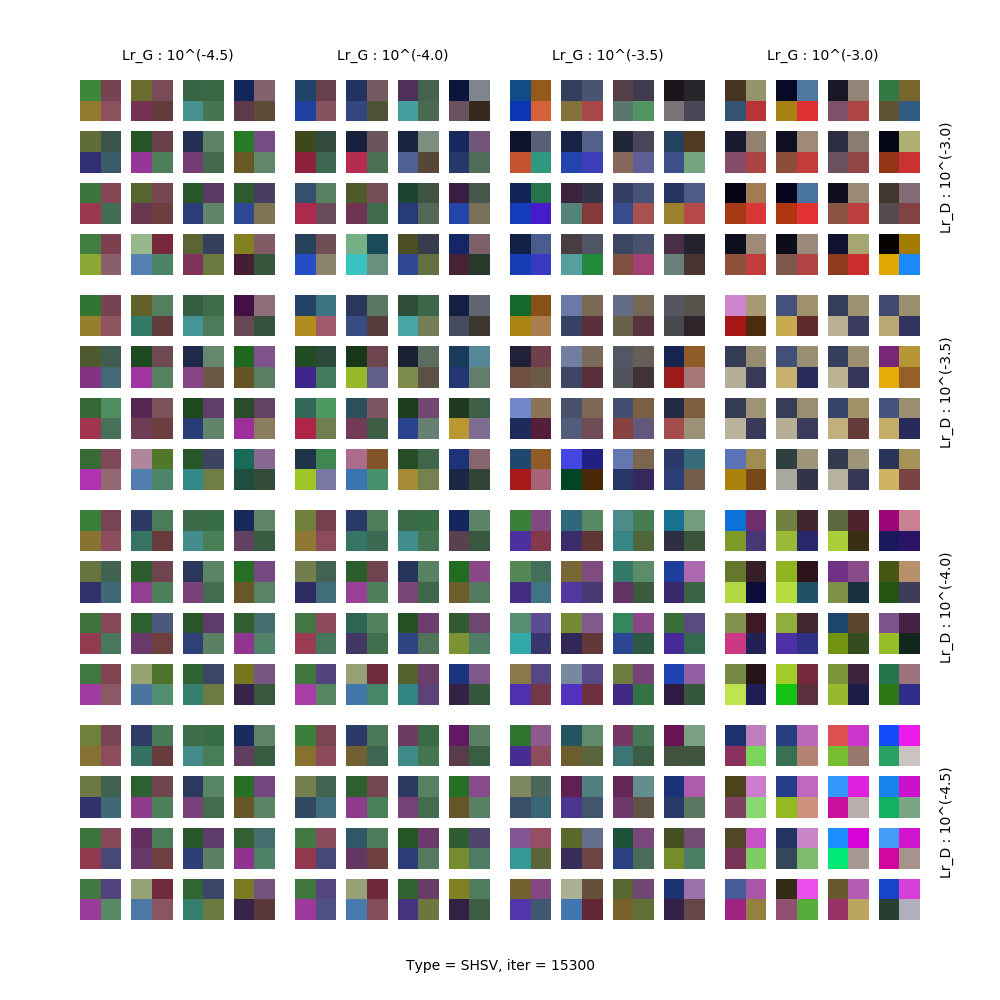 Lr_G : 10^(-4.5)
Lr_G : 10^(-4.0)
Lr_G : 10^(-3.5)
Lr_G : 10^(-3.0)
Lr_D : 10^(-3.0)
Lr_D : 10^(-3.5)
Lr_D : 10^(-4.0)
Lr_D : 10^(-4.5)
Type = SHSV, iter = 15300